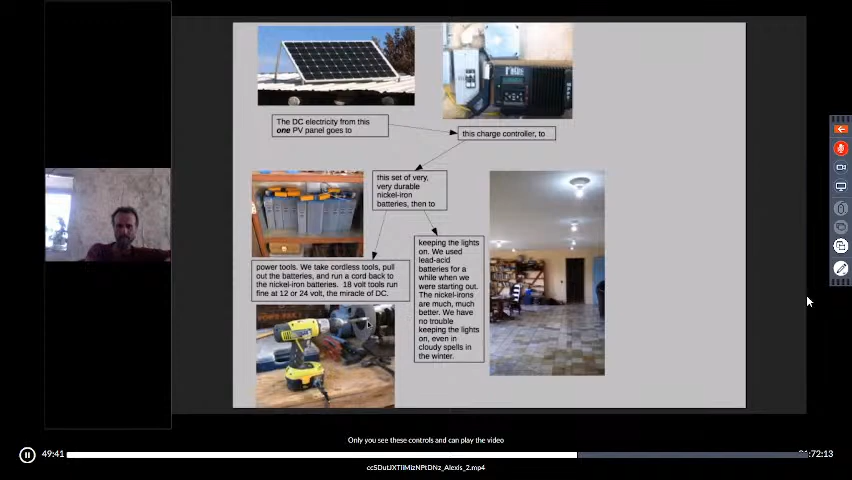 The DC electricity from this
one PV panel goes to
this charge controller, to
this set of very,
very durable
nickel-iron
batteries, then to
keeping the lights
on. We used
lead-acid
batteries for a
while when we
were starting out.
The nickel-irons
are much, much
better. We have
no trouble
keeping the lights
on, even in
cloudy spells in
the winter.
power tools. We take cordless tools, pull
out the batteries, and run a cord back to
the nickel-iron batteries. 18 volt tools run
fine at 12 or 24 volt, the miracle of DC.
Only you see these controls and can play the video
49:41
72:13